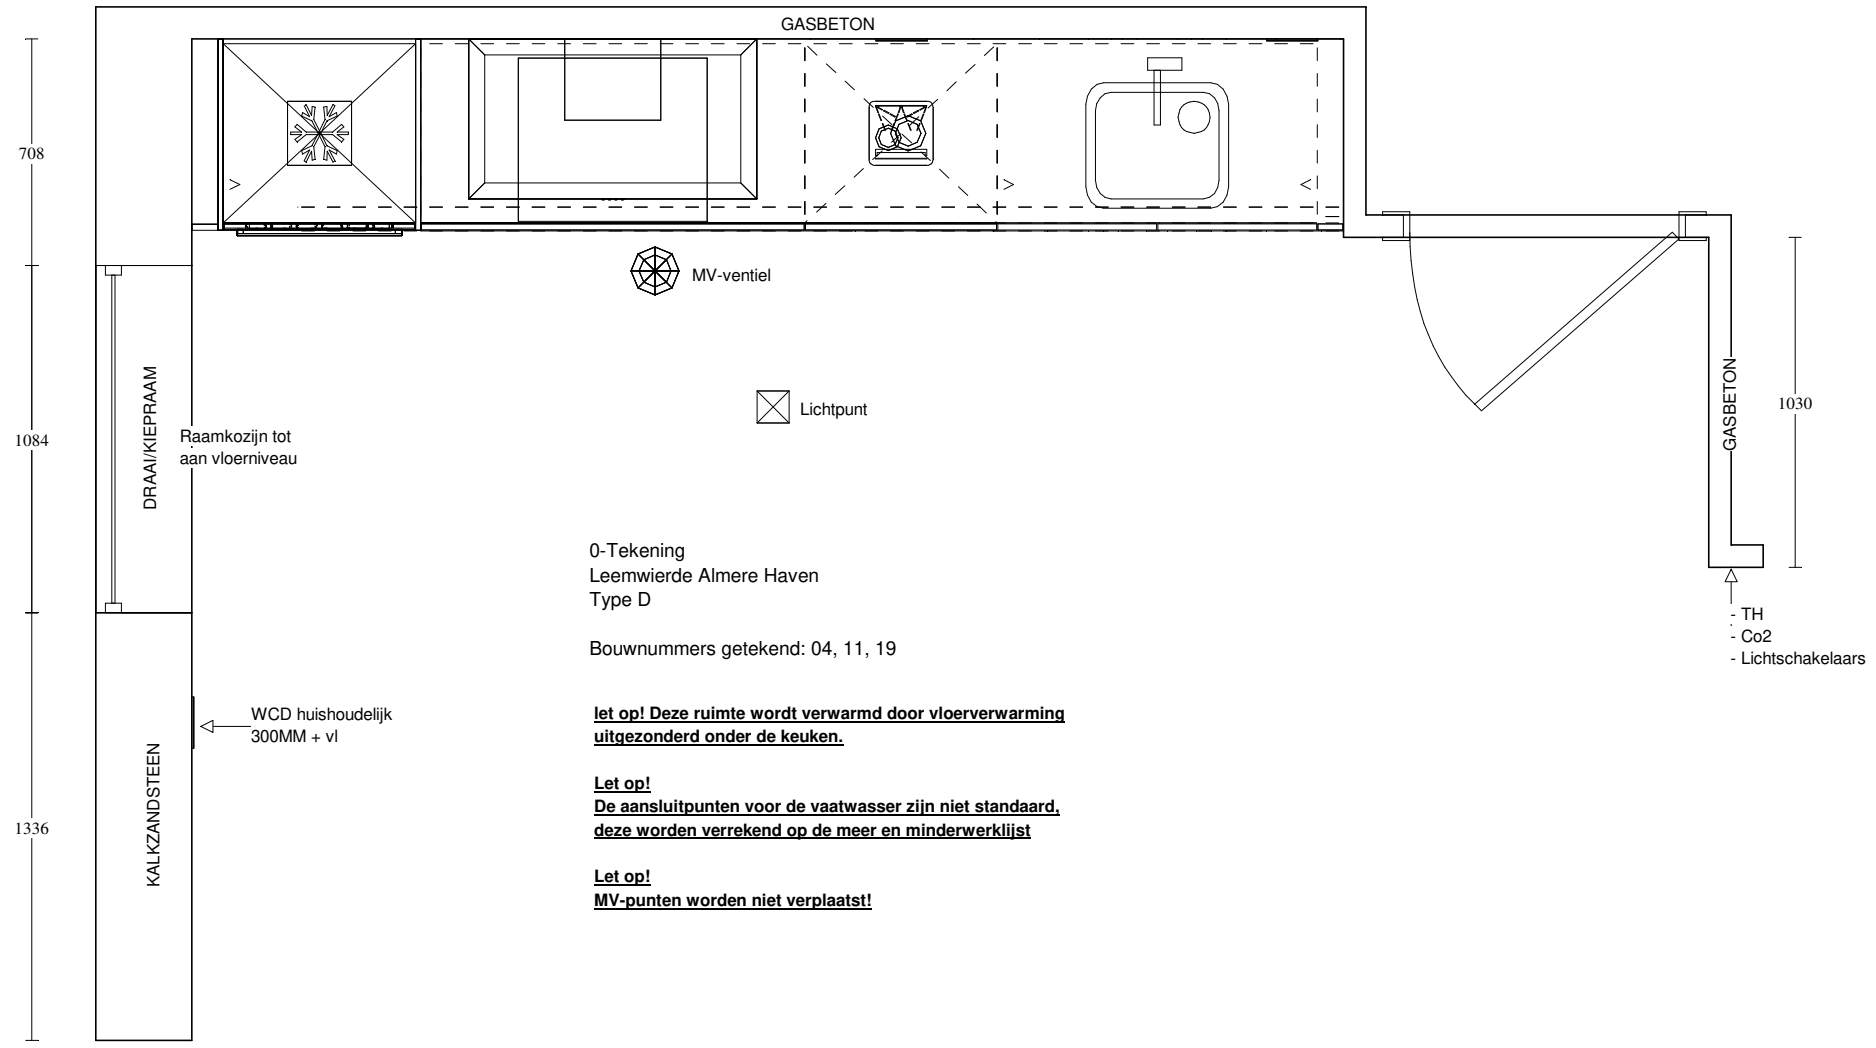 GASBETON
708
MV-ventiel
DRAAI/KIEPRAAM
1084
Raamkozijn tot
aan vloerniveau
Lichtpunt
GASBETON
1030
0-Tekening
Leemwierde Almere Haven
Type D
Bouwnummers getekend: 04, 11, 19
- TH
- Co2
- Lichtschakelaars
WCD huishoudelijk
300MM + vl
KALKZANDSTEEN
1336
let op! Deze ruimte wordt verwarmd door vloerverwarming
uitgezonderd onder de keuken.
Let op!
De aansluitpunten voor de vaatwasser zijn niet standaard,
deze worden verrekend op de meer en minderwerklijst
Let op!
MV-punten worden niet verplaatst!